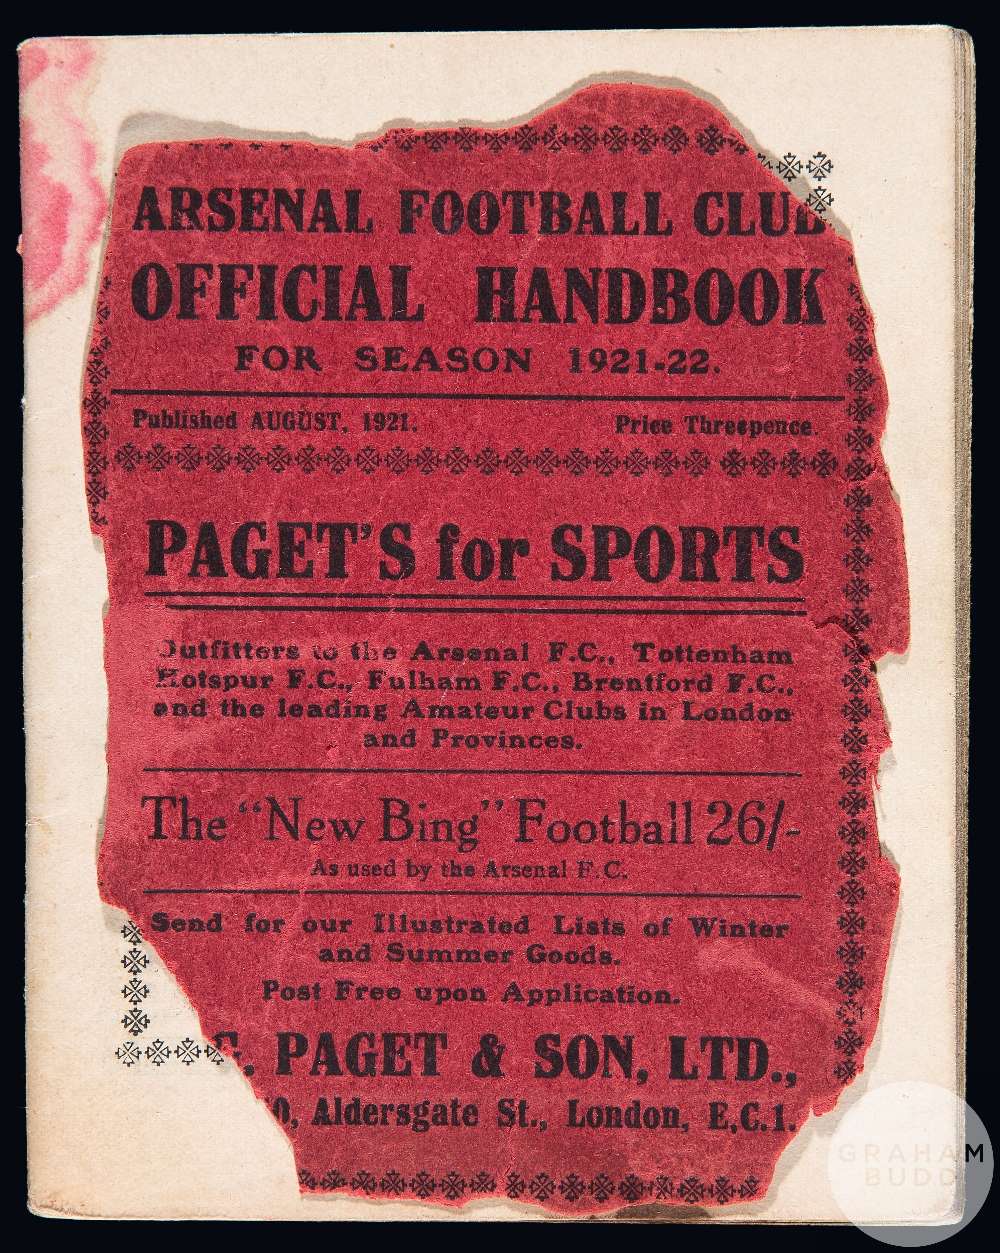 ARSENAL FOOTBALL CLUB
OFFICIAL HANDBOOK
FOR SEASON 1921-22.
Published AUGUST, 1921. Price Threepence.
PAGET'S for SPORTS
Outfitters to the Arsenal F.C., Tottenham
Hotspur F.C., Fulham F.C., Brentford F.C.,
and the leading Amateur Clubs in London
and Provinces.
The "New Bing" Football 26/-
As used by the Arsenal F.C.
Send for our Illustrated Lists of Winter
and Summer Goods.
Post Free upon Application.
PAGET & SON, LTD.,
Aldersgate St., London, E.C.1.
GRAHAM
BUDD